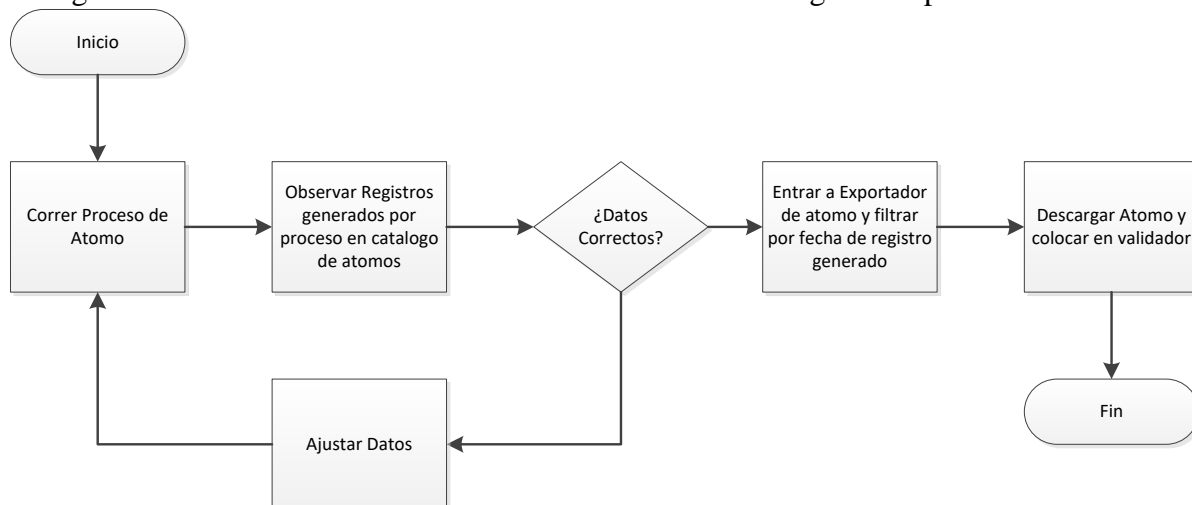 Inicio
Correr Proceso de
Atomo
Observar Registros
generados por
proceso en catalogo
de atomos
¿Datos
Correctos?
Entrar a Exportador
de atomo y filtrar
por fecha de registro
generado
Descargar Atomo y
colocar en validador
Ajustar Datos
Fin